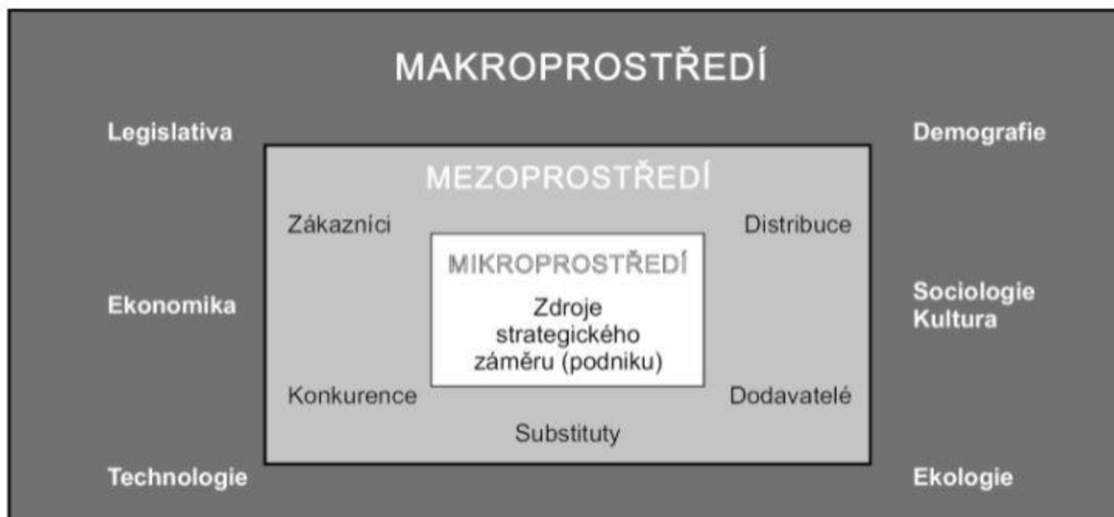 MAKROPROSTŘEDÍ
Legislativa
Demografie
MEZOPROSTŘEDÍ
Zákazníci
Distribuce
MIKROPROSTŘEDÍ
Zdroje
strategického
záměru (podniku)
Ekonomika
Sociologie
Kultura
Konkurence
Dodavatelé
Substituty
Technologie
Ekologie